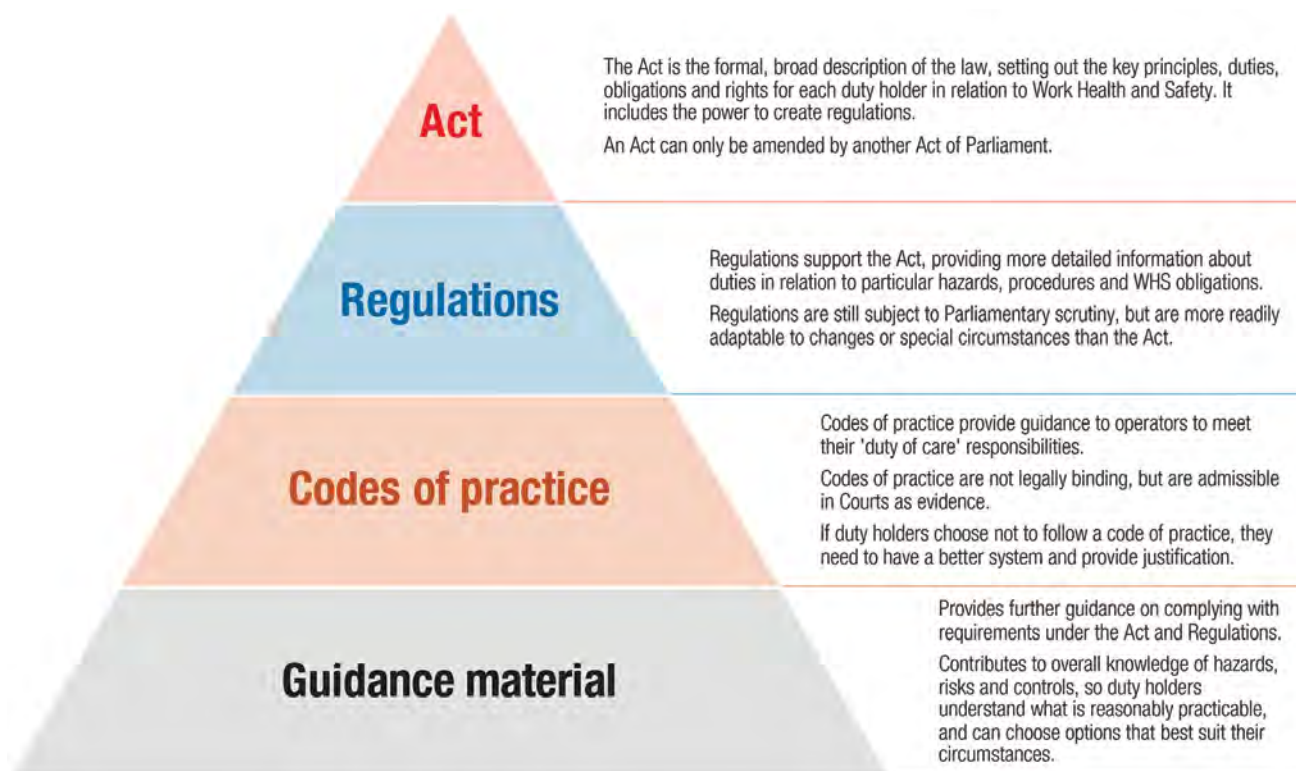 Act
The Act is the formal, broad description of the law, setting out the key principles, duties,
obligations and rights for each duty holder in relation to Work Health and Safety. It
includes the power to create regulations.
An Act can only be amended by another Act of Parliament.
Regulations
Regulations support the Act, providing more detailed information about
duties in relation to particular hazards, procedures and WHS obligations.
Regulations are still subject to Parliamentary scrutiny, but are more readily
adaptable to changes or special circumstances than the Act.
Codes of practice
Codes of practice provide guidance to operators to meet
their 'duty of care' responsibilities.
Codes of practice are not legally binding, but are admissible
in Courts as evidence.
If duty holders choose not to follow a code of practice, they
need to have a better system and provide justification.
Guidance material
Provides further guidance on complying with
requirements under the Act and Regulations.
Contributes to overall knowledge of hazards,
risks and controls, so duty holders
understand what is reasonably practicable,
and can choose options that best suit their
circumstances.